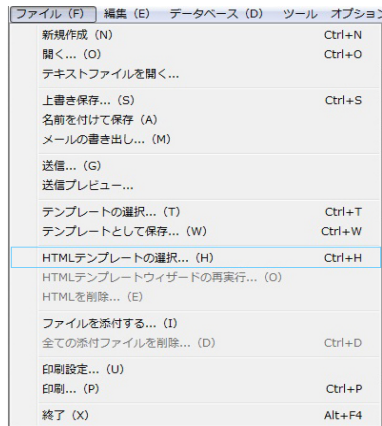 ファイル（F） 編集（E） データベース（D） ツール オプション
新規作成（N） Ctrl+N
開く...（O） Ctrl+O
テキストファイルを開く...
上書き保存...（S） Ctrl+S
名前を付けて保存（A）
メールの書き出し...（M）
送信...（G）
送信プレビュー...
テンプレートの選択...（T） Ctrl+T
テンプレートとして保存...（W） Ctrl+W
HTMLテンプレートの選択...（H） Ctrl+H
HTMLテンプレートウィザードの再実行...（O）
HTMLを削除...（E）
ファイルを添付する...（I）
全ての添付ファイルを削除...（D） Ctrl+D
印刷設定...（U）
印刷...（P） Ctrl+P
終了（X） Alt+F4